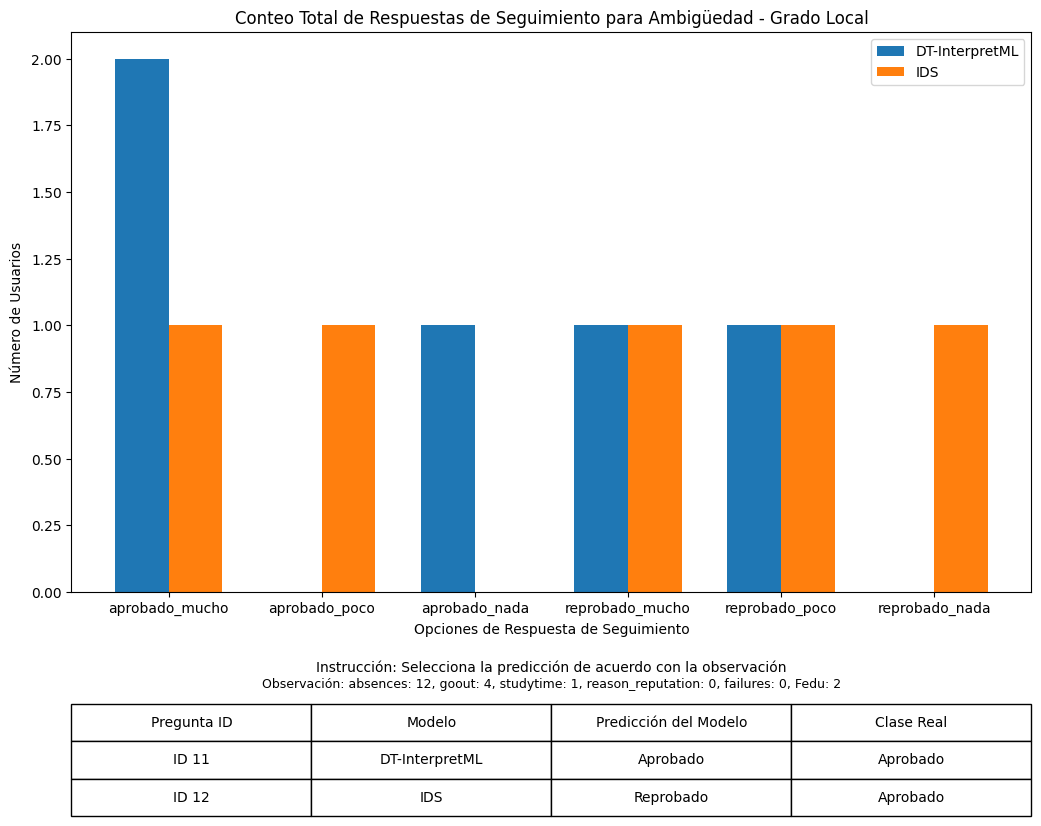 Conteo Total de Respuestas de Seguimiento para Ambigüedad - Grado Local
DT-InterpretML
IDS
Número de Usuarios
2.00
1.75
1.50
1.25
1.00
0.75
0.50
0.25
0.00
aprobado_mucho aprobado_poco aprobado_nada reprobado_mucho reprobado_poco reprobado_nada
Opciones de Respuesta de Seguimiento
Instrucción: Selecciona la predicción de acuerdo con la observación
Observación: absences: 12, goout: 4, studytime: 1, reason_reputation: 0, failures: 0, Fedu: 2
Pregunta ID Modelo Predicción del Modelo Clase Real
ID 11 DT-InterpretML Aprobado Aprobado
ID 12 IDS Reprobado Aprobado